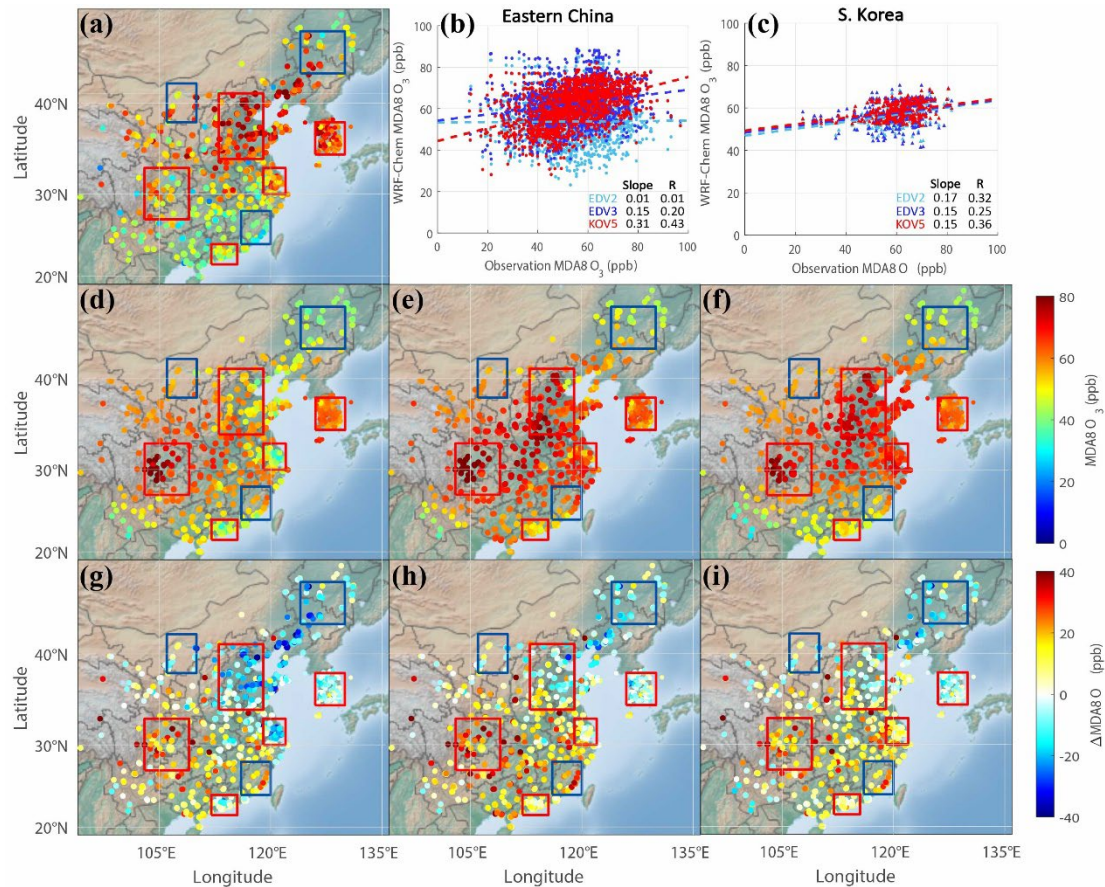 (a)
40°N
30°N
20°N
Latitude
(b)
Eastern China
100
80
60
40
20
0
WRF-Chem MDA8 O₃ (ppb)
Slope R
EDV2 0.01 0.01
EDV3 0.15 0.20
KOV5 0.31 0.43
0 20 40 60 80 100
Observation MDA8 O₃ (ppb)
(c)
S. Korea
100
80
60
40
20
0
WRF-Chem MDA8 O₃ (ppb)
Slope R
EDV2 0.17 0.32
EDV3 0.15 0.25
KOV5 0.15 0.36
0 20 40 60 80 100
Observation MDA8 O (ppb)
(d)
(e)
(f)
40°N
30°N
20°N
Latitude
80
60
40
20
0
MDA8 O₃ (ppb)
(g)
(h)
(i)
40°N
30°N
20°N
Latitude
105°E 120°E 135°E
Longitude
105°E 120°E
Longitude
105°E 120°E 135°E
Longitude
40
20
0
-20
-40
ΔMDA8 O (ppb)